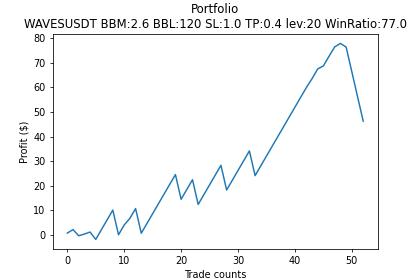 Portfolio
WAVESUSDT BBM:2.6 BBL:120 SL:1.0 TP:0.4 lev:20 WinRatio:77.0
80
70
60
50
40
30
20
10
0
Profit ($)
0 10 20 30 40 50
Trade counts